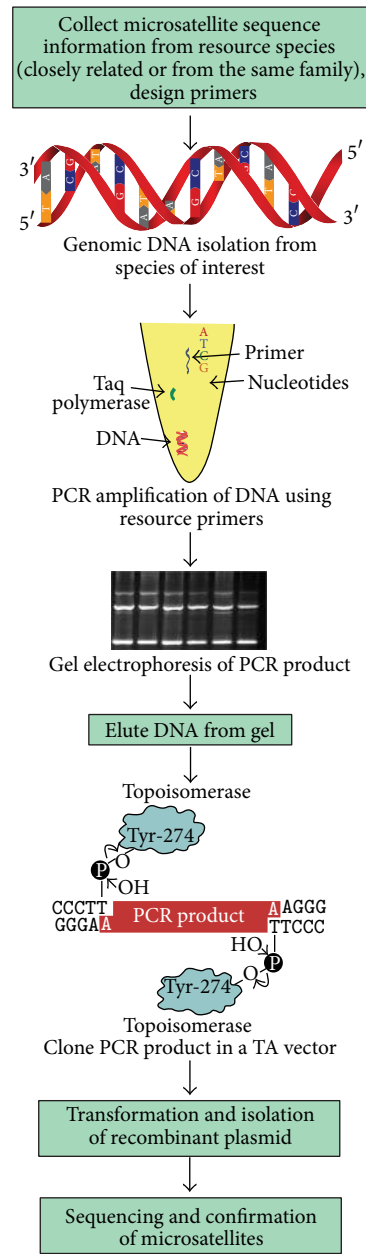 Collect microsatellite sequence
information from resource species
(closely related or from the same family),
design primers
3′
5′
5′
3′
Genomic DNA isolation from
species of interest
A
T
C
G
Primer
Nucleotides
Taq
polymerase
DNA
PCR amplification of DNA using
resource primers
Gel electrophoresis of PCR product
Elute DNA from gel
Topoisomerase
Tyr-274
O
P
OH
CCCTT PCR product A AGGG
GGGA A TTCCC
HO
P
O
Tyr-274
Topoisomerase
Clone PCR product in a TA vector
Transformation and isolation
of recombinant plasmid
Sequencing and confirmation
of microsatellites